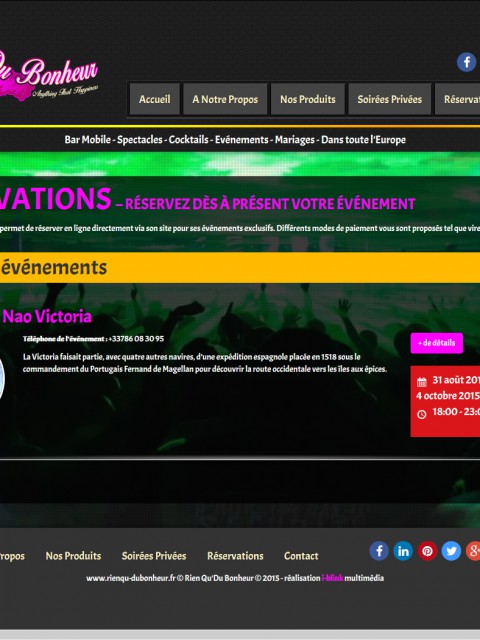 Du Bonheur
Anything That Happiness
Accueil
A Notre Propos
Nos Produits
Soirées Privées
Réserva
Bar Mobile - Spectacles - Cocktails - Evénements - Mariages - Dans toute l'Europe
VATIONS – RÉSERVEZ DÈS À PRÉSENT VOTRE ÉVÉNEMENT
permet de réserver en ligne directement via son site pour ses événements exclusifs. Différents modes de paiement vous sont proposés tel que vire
événements
Nao Victoria
Téléphone de l'événement : +33786 08 30 95
La Victoria faisait partie, avec quatre autres navires, d'une expédition espagnole placée en 1518 sous le
commandement du Portugais Fernand de Magellan pour découvrir la route occidentale vers les îles aux épices.
+ de détails
31 août 201
4 octobre 2015
18:00 - 23:0
ropos
Nos Produits
Soirées Privées
Réservations
Contact
www.rienqu-dubonheur.fr © Rien Qu'Du Bonheur © 2015 - réalisation i-blink multimédia